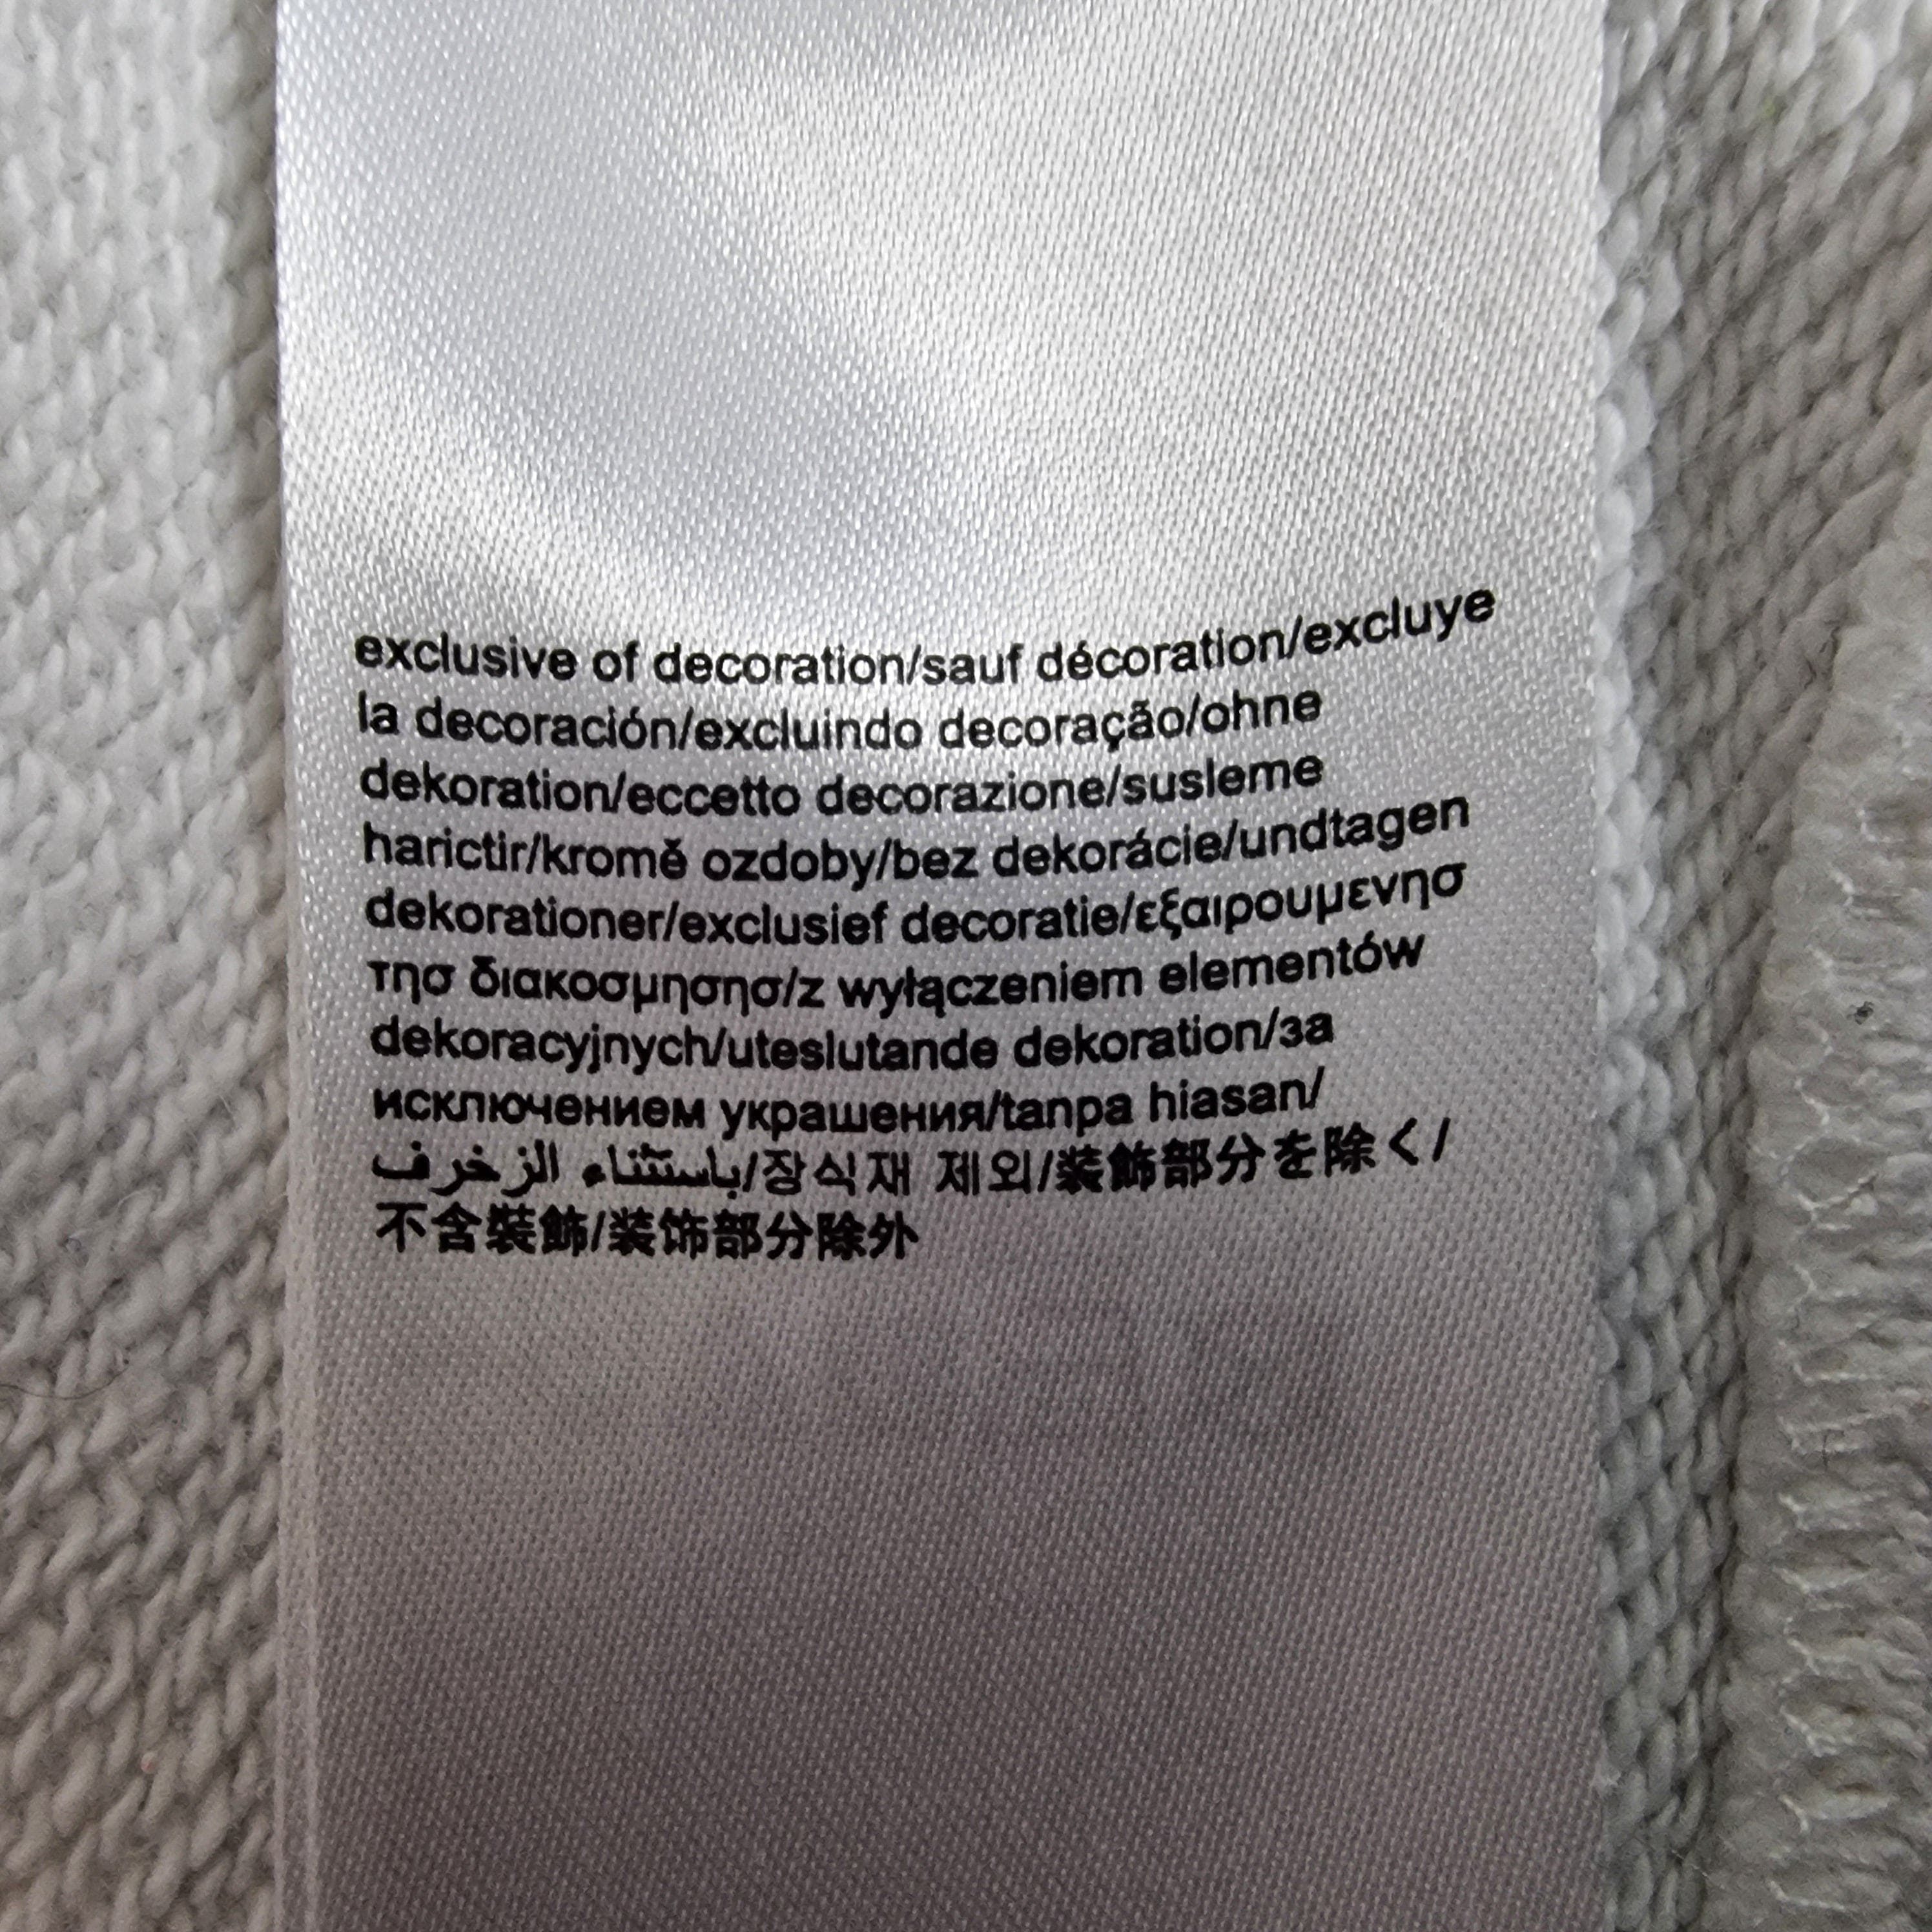 exclusive of decoration/sauf décoration/excluye
la decoración/excluindo decoração/ohne
dekoration/eccetto decorazione/susleme
harictir/kromě ozdoby/bez dekorácie/undtagen
dekorationer/exclusief decoratie/εξαιρουμενησ
τησ διακοσμησησ/z wyłączeniem elementów
dekoracyjnych/uteslutande dekoration/за
исключением украшения/tanpa hiasan/
باستثناء الزخرف/장식재 제외/装飾部分を除く/
不含裝飾/装饰部分除外